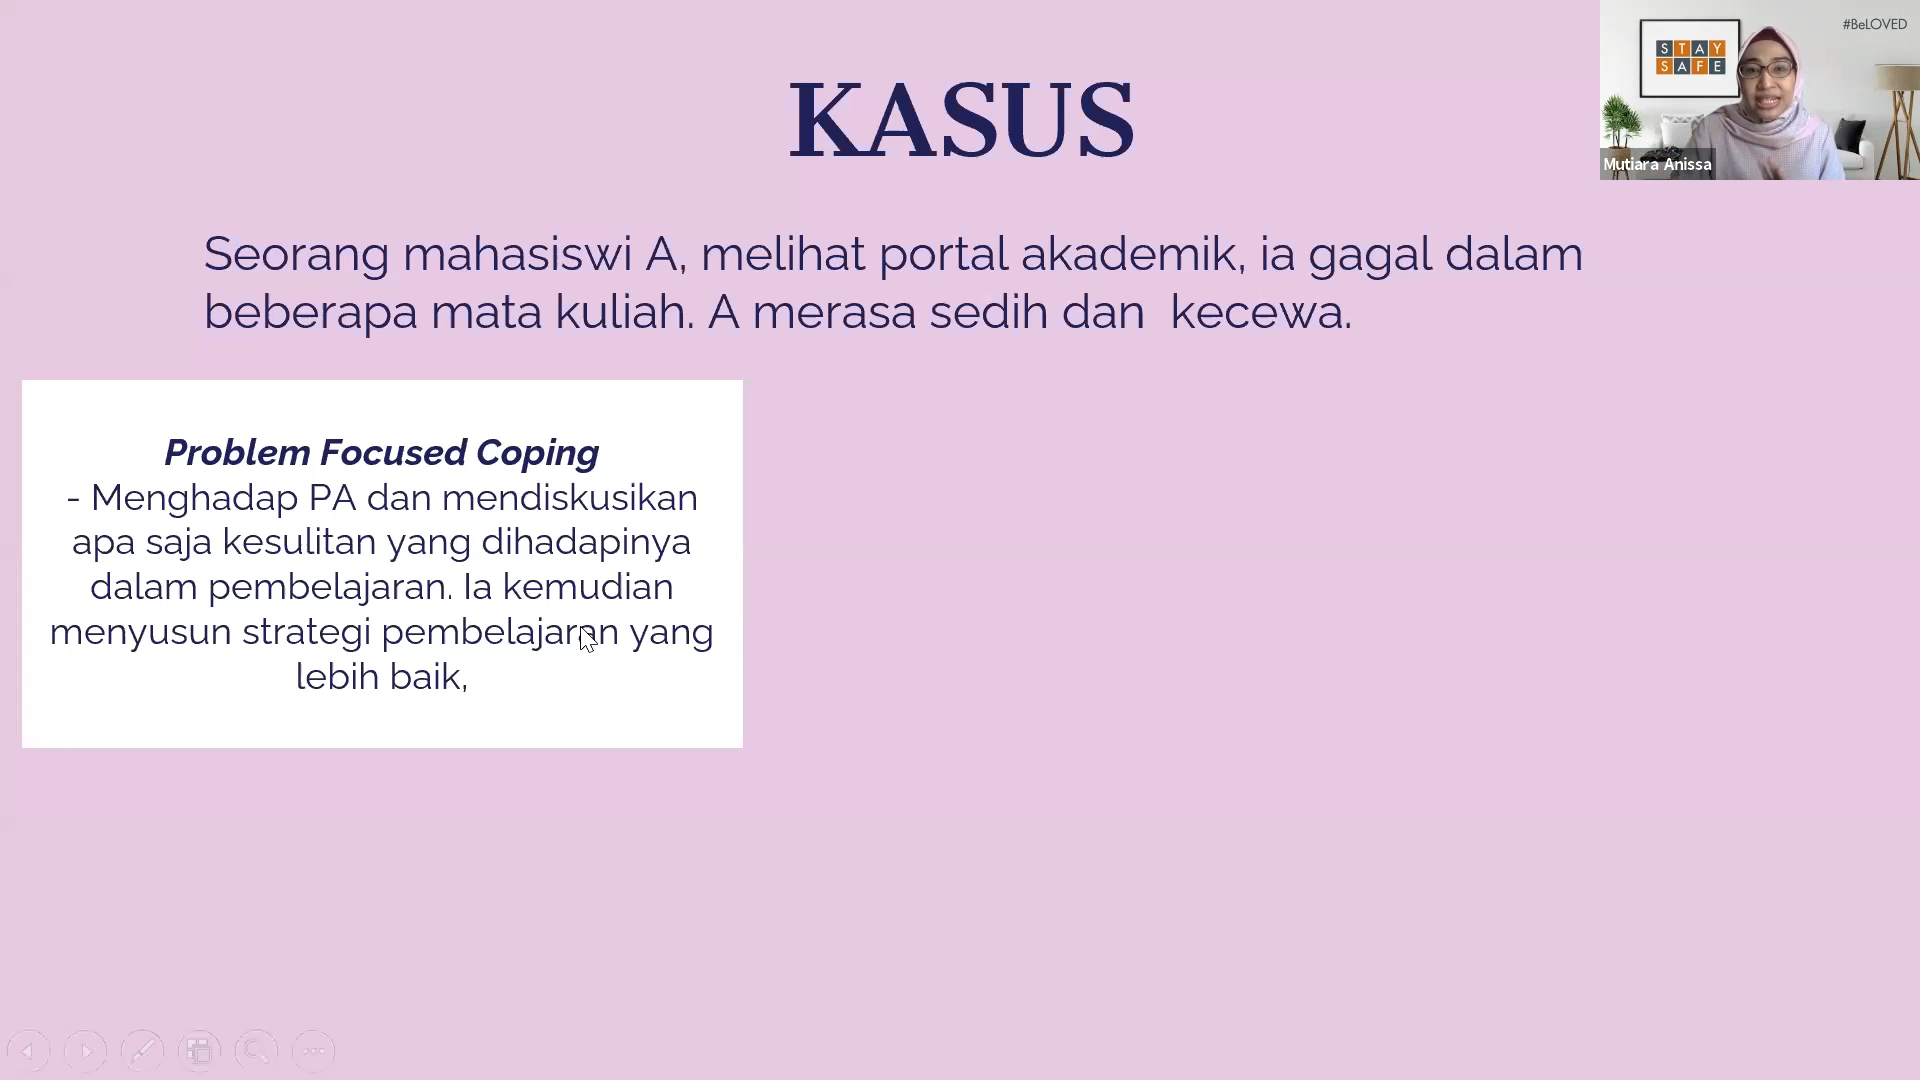 KASUS
Seorang mahasiswi A, melihat portal akademik, ia gagal dalam
beberapa mata kuliah. A merasa sedih dan  kecewa.
Problem Focused Coping
- Menghadap PA dan mendiskusikan
apa saja kesulitan yang dihadapinya
dalam pembelajaran. Ia kemudian
menyusun strategi pembelajaran yang
lebih baik,
#BeLOVED
STAY
SAFE
Mutiara Anissa